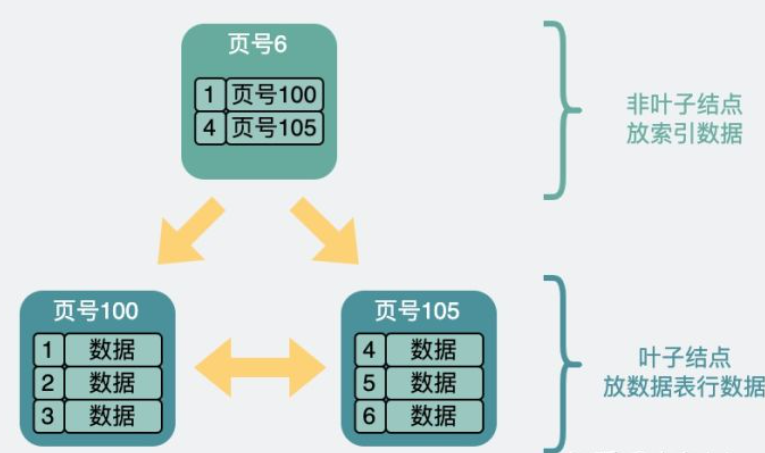 页号6
1 页号100
4 页号105
非叶子结点
放索引数据
页号100
1 数据
2 数据
3 数据
页号105
4 数据
5 数据
6 数据
叶子结点
放数据表行数据